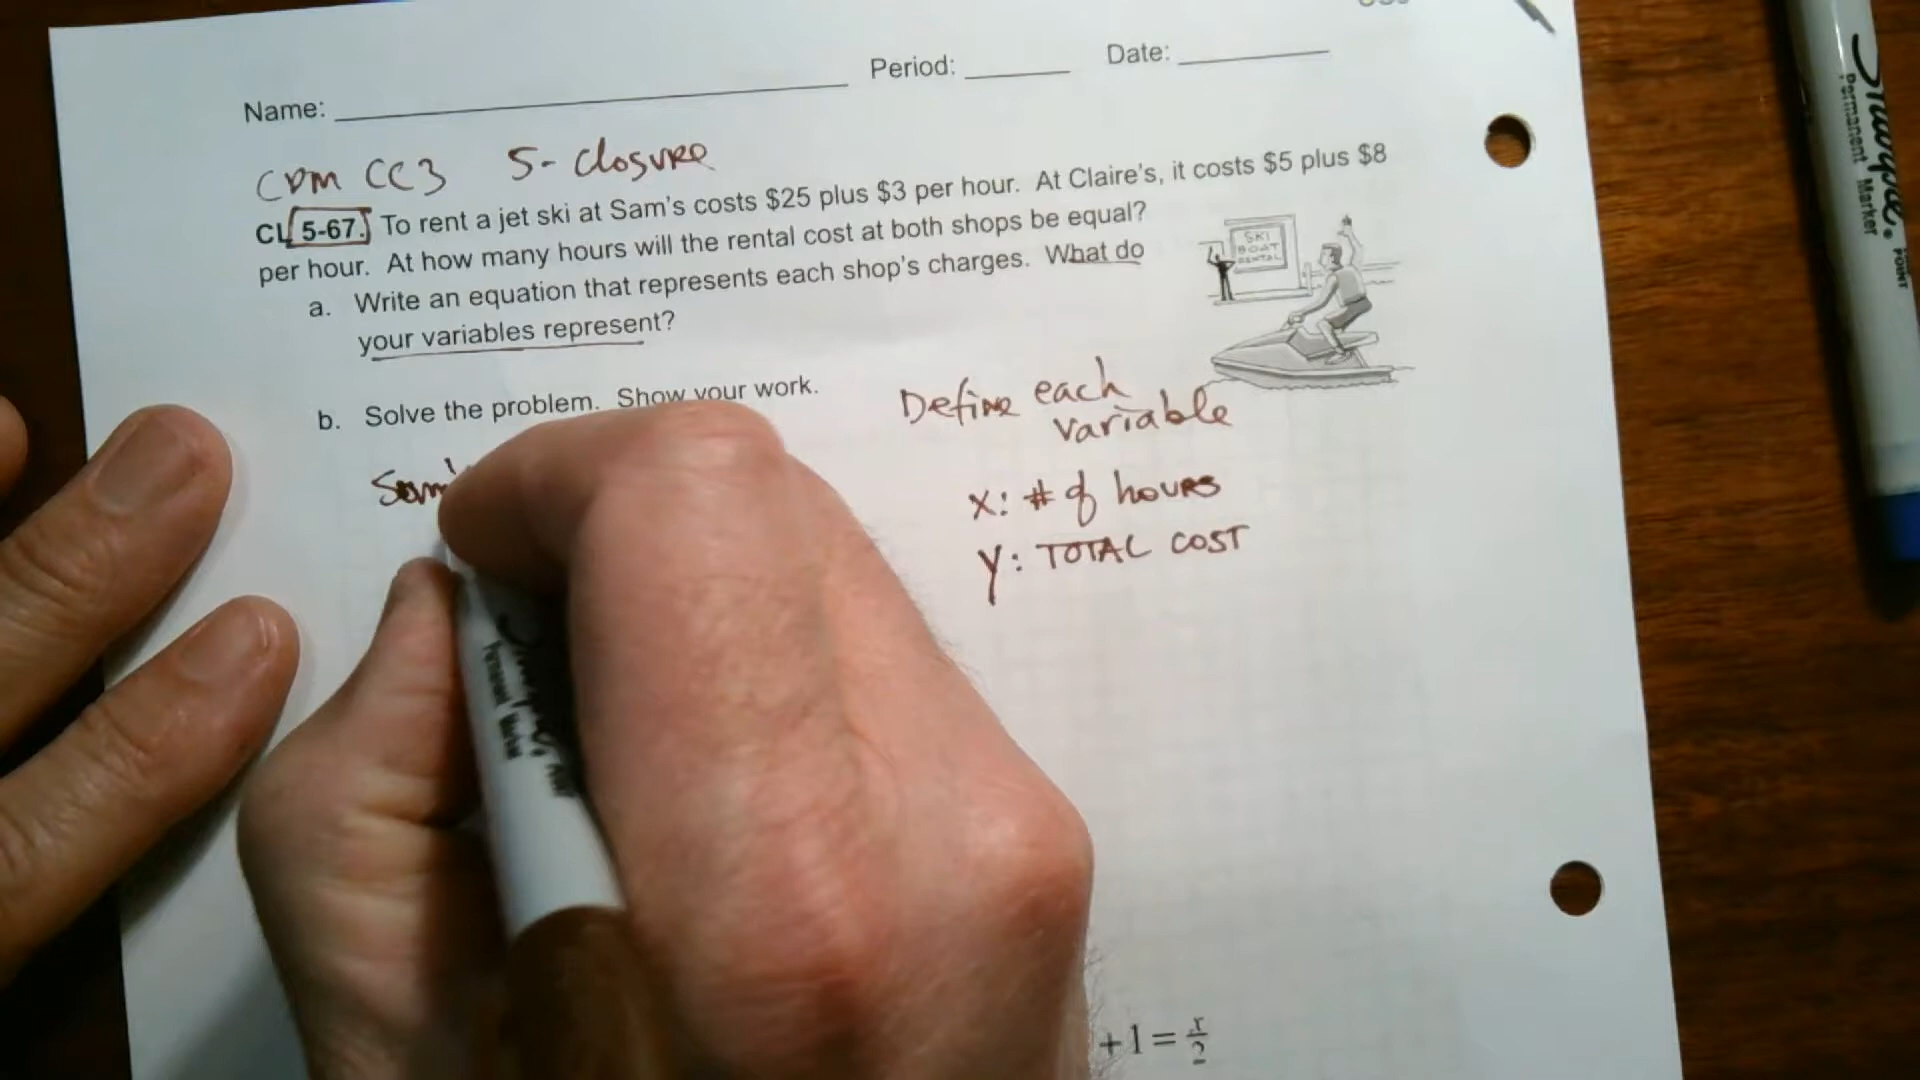 Name: Period: Date:
CPM CC3 5- Closure
CL 5-67. To rent a jet ski at Sam's costs $25 plus $3 per hour. At Claire's, it costs $5 plus $8
per hour. At how many hours will the rental cost at both shops be equal?
a. Write an equation that represents each shop's charges. What do
your variables represent?
SKI
BOAT
RENTAL
b. Solve the problem. Show your work.
Define each
variable
Sam'
x: # of hours
y: TOTAL COST
+1=x/2
Sharpie.
Permanent Marker
POINT
Permanent Marker